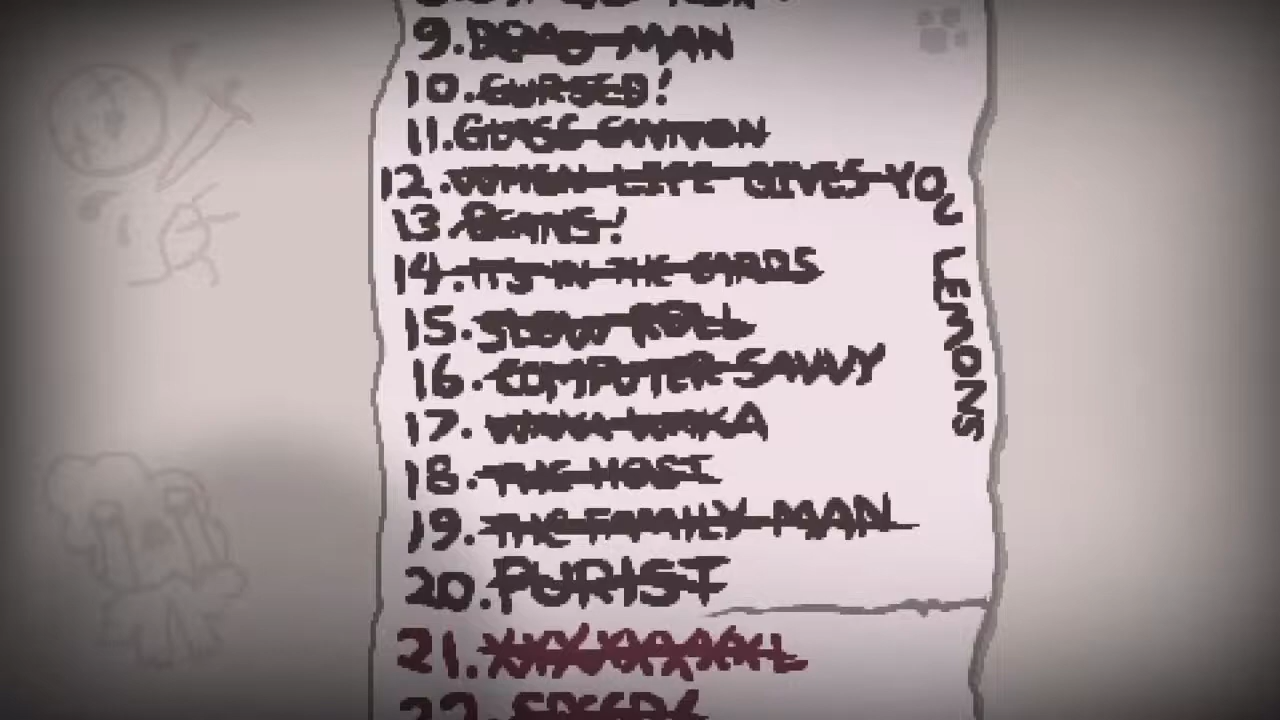 9. DEMO MAN
10. CURSED!
11. GLASS CANNON
12. WHEN LIFE GIVES YOU LEMONS
13. BEANS!
14. IT'S IN THE CARDS
15. SLOW ROLL
16. COMPUTER SAVVY
17. WAKA WAKA
18. THE HOST
19. THE FAMILY MAN
20. PURIST
21. XXXXXXXXL
22. SPEED!